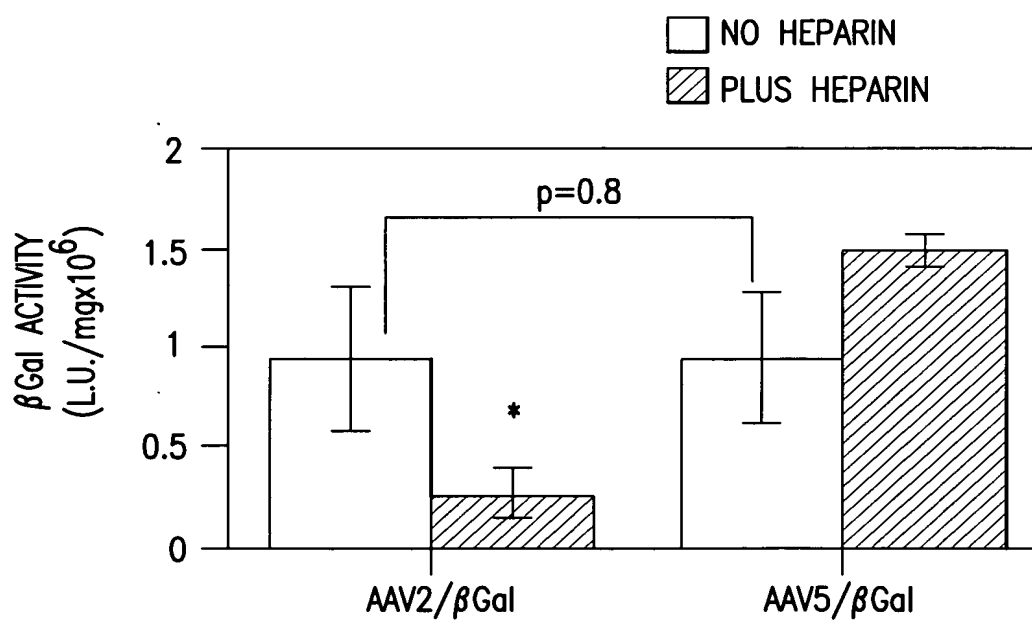 NO HEPARIN
PLUS HEPARIN
βGal ACTIVITY
(L.U./mgx10⁶)
2
1.5
1
0.5
0
p=0.8
*
AAV2/βGal
AAV5/βGal